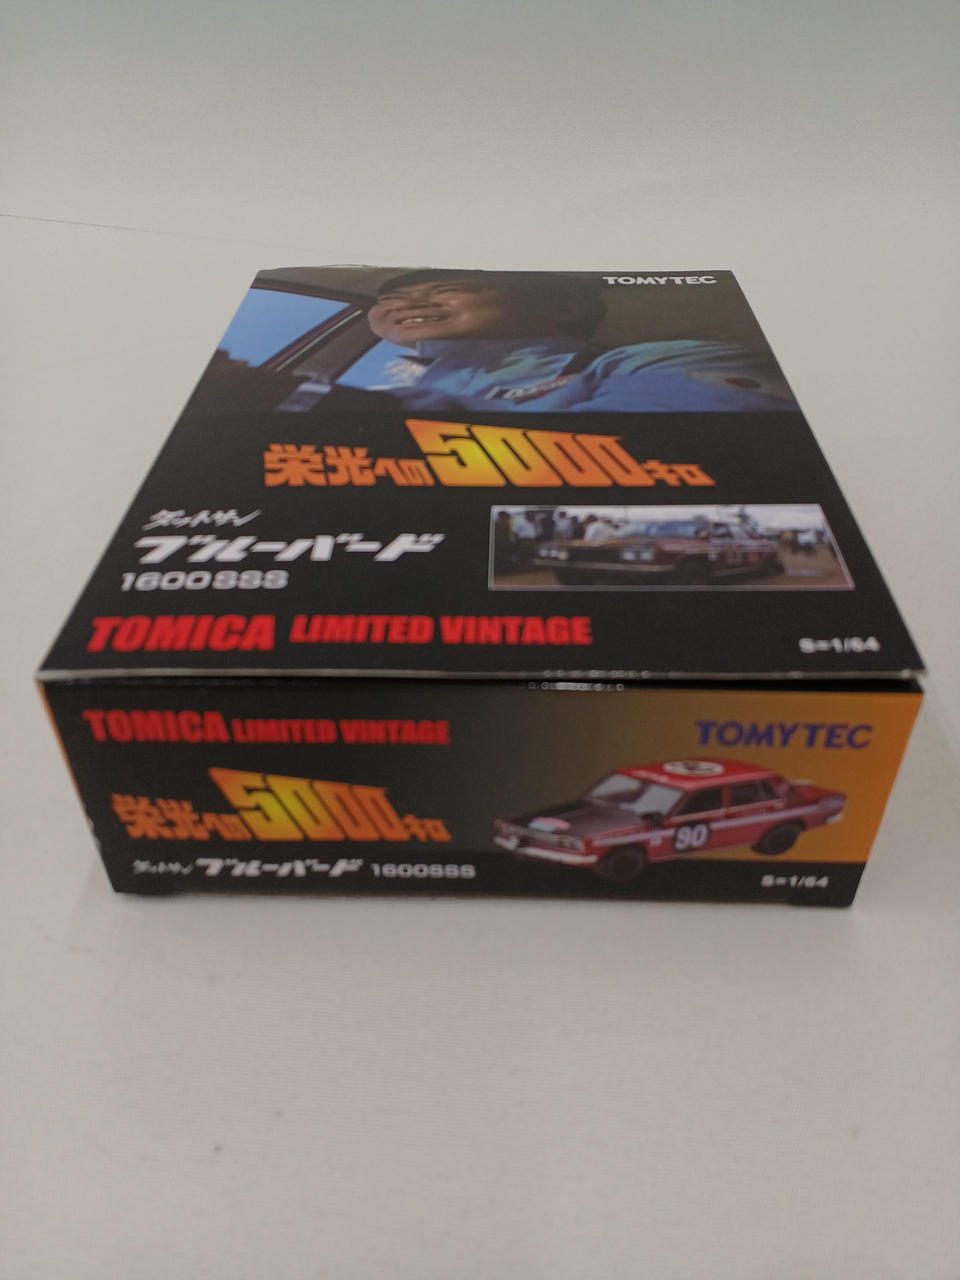 TOMYTEC
栄光への5000キロ
ダットサン
ブルーバード
1600SSS
TOMICA LIMITED VINTAGE
S=1/64
TOMICA LIMITED VINTAGE
TOMYTEC
栄光への5000キロ
ダットサン ブルーバード 1600SSS
90
S=1/64